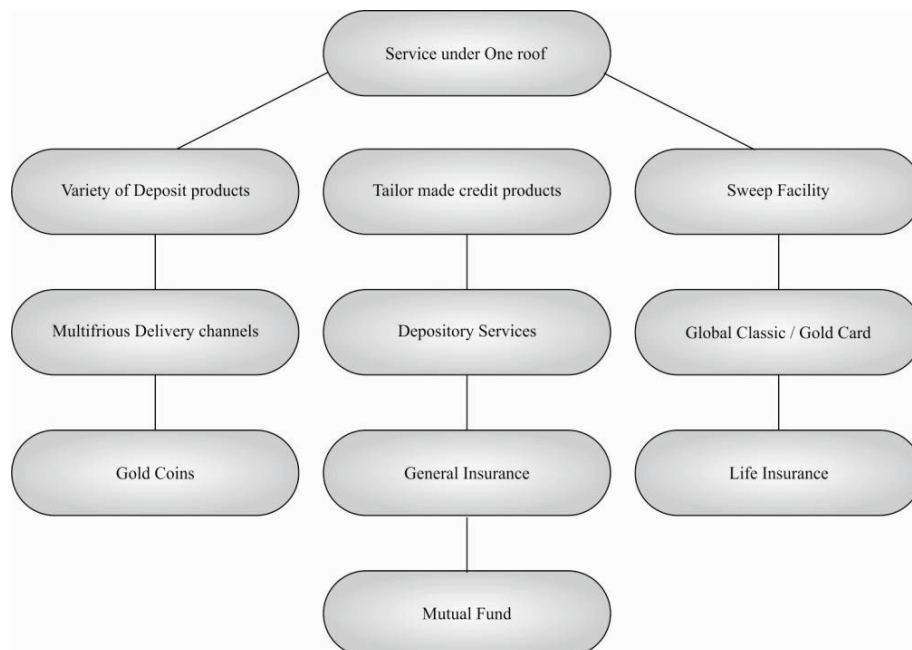 Service under One roof
Variety of Deposit products
Tailor made credit products
Sweep Facility
Multifrious Delivery channels
Depository Services
Global Classic / Gold Card
Gold Coins
General Insurance
Life Insurance
Mutual Fund